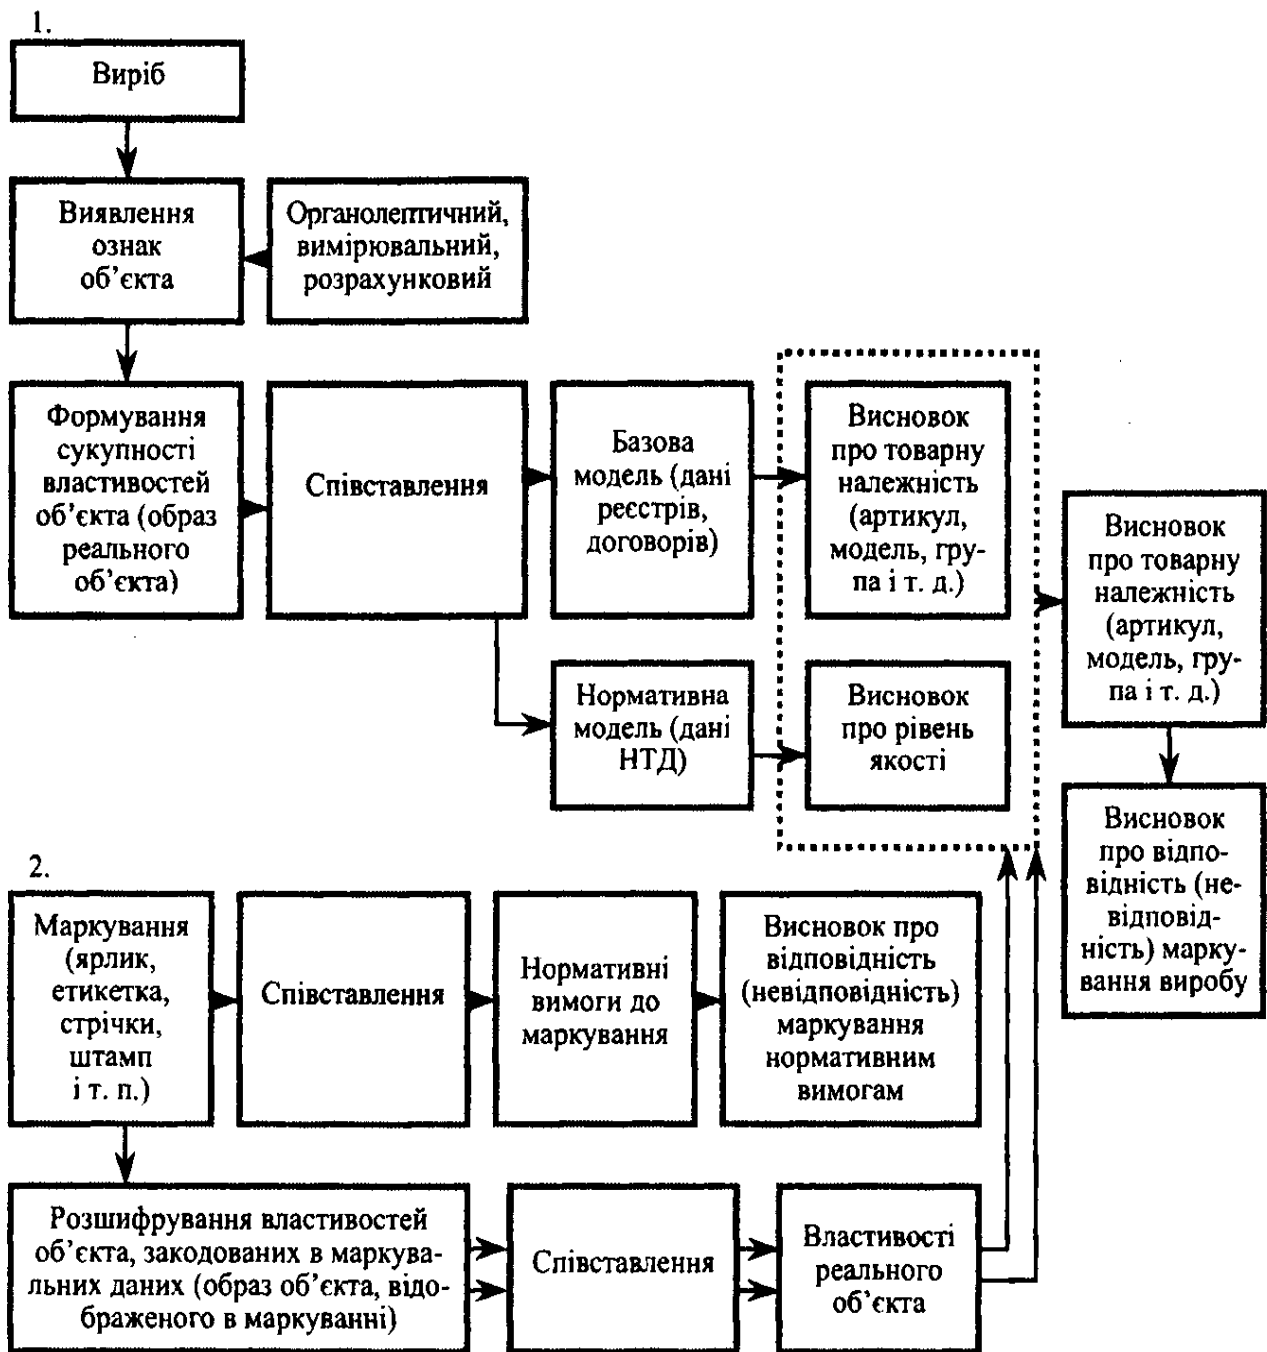 1.
Виріб
Виявлення
ознак
об’єкта
Органолептичний,
вимірювальний,
розрахунковий
Формування
сукупності
властивостей
об’єкта (образ
реального
об’єкта)
Співставлення
Базова
модель (дані
реєстрів,
договорів)
Висновок
про товарну
належність
(артикул,
модель, гру-
па і т. д.)
Нормативна
модель (дані
НТД)
Висновок
про рівень
якості
Висновок
про товарну
належність
(артикул,
модель, гру-
па і т. д.)
Висновок
про відпо-
відність (не-
відповід-
ність) марку-
вання виробу
2.
Маркування
(ярлик,
етикетка,
стрічки,
штамп
і т. п.)
Співставлення
Нормативні
вимоги до
маркування
Висновок про
відповідність
(невідповідність)
маркування
нормативним
вимогам
Розшифрування властивостей
об’єкта, закодованих в маркува-
льних даних (образ об’єкта, відо-
браженого в маркуванні)
Співставлення
Властивості
реального
об’єкта